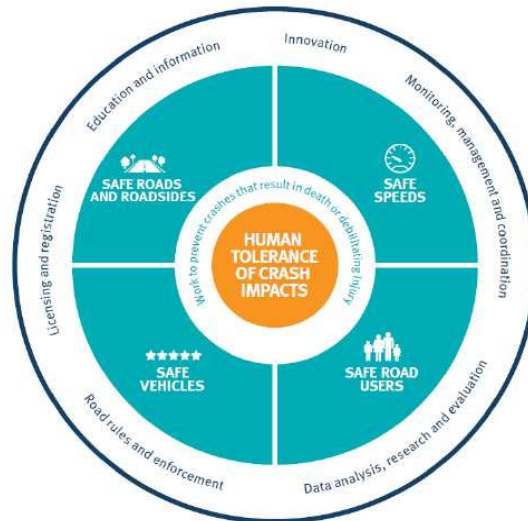 Innovation
Education and information
Monitoring, management and coordination
SAFE ROADS
AND ROADSIDES
SAFE
SPEEDS
Work to prevent crashes that result in death or debilitating injury
HUMAN
TOLERANCE
OF CRASH
IMPACTS
Licensing and registration
SAFE
VEHICLES
SAFE ROAD
USERS
Road rules and enforcement
Data analysis, research and evaluation